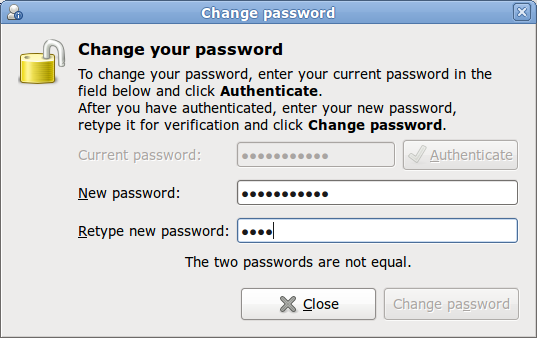 Change password
Change your password
To change your password, enter your current password in the
field below and click Authenticate.
After you have authenticated, enter your new password,
retype it for verification and click Change password.
Current password: ●●●●●●●●●●● Authenticate
New password: ●●●●●●●●●●●
Retype new password: ●●●●
The two passwords are not equal.
Close Change password